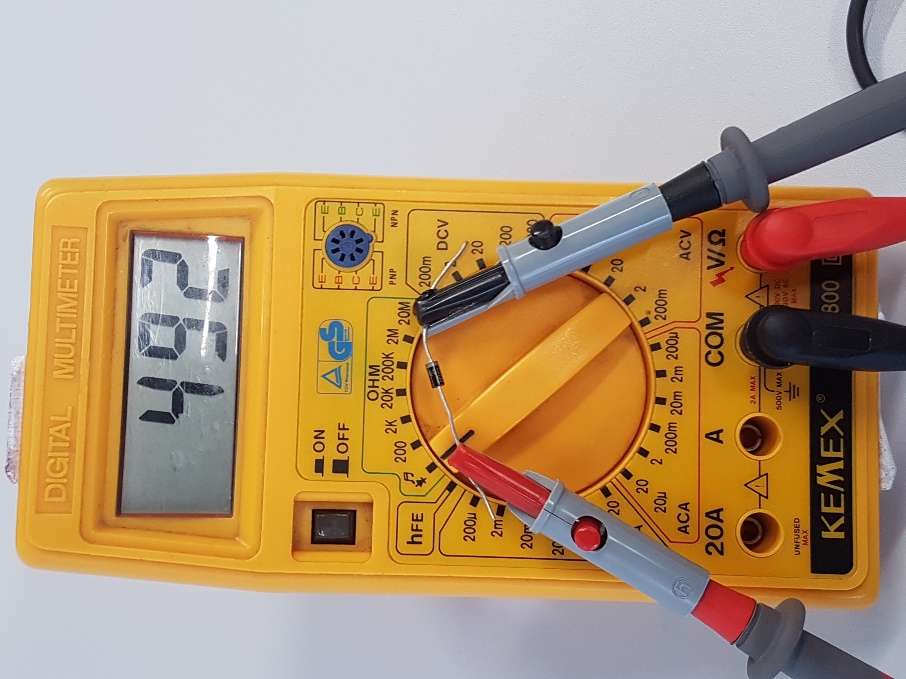 DIGITAL MULTIMETER
492
ON
OFF
GS
E B C E
PNP
E B C E
NPN
hFE
OHM
200 2K 20K 200K 2M 20M
DCV
200m
20
200
200µ
2m
20m
ACV
20
2
200m
200µ
2m
20m
200m
2
20
20µ
ACA
20A
A
COM
V/Ω
UNFUSED
MAX
2A MAX
500V MAX
KEMEX®